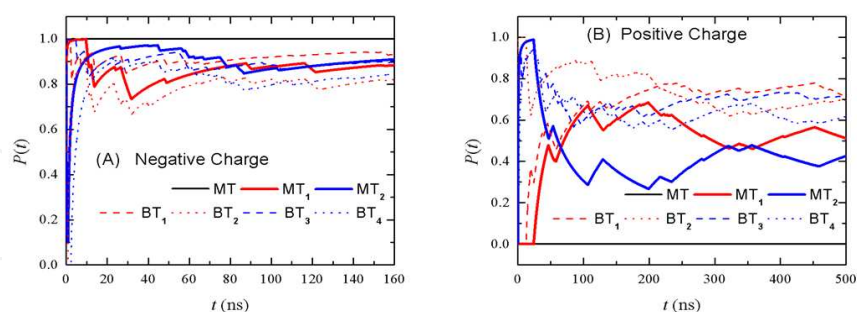 1.0
0.8
0.6
0.4
0.2
0.0
P(t)
(A) Negative Charge
MT MT₁ MT₂
BT₁ BT₂ BT₃ BT₄
0 20 40 60 80 100 120 140 160
t (ns)
1.0
0.8
0.6
0.4
0.2
0.0
P(t)
(B) Positive Charge
MT MT₁ MT₂
BT₁ BT₂ BT₃ BT₄
0 100 200 300 400 500
t (ns)